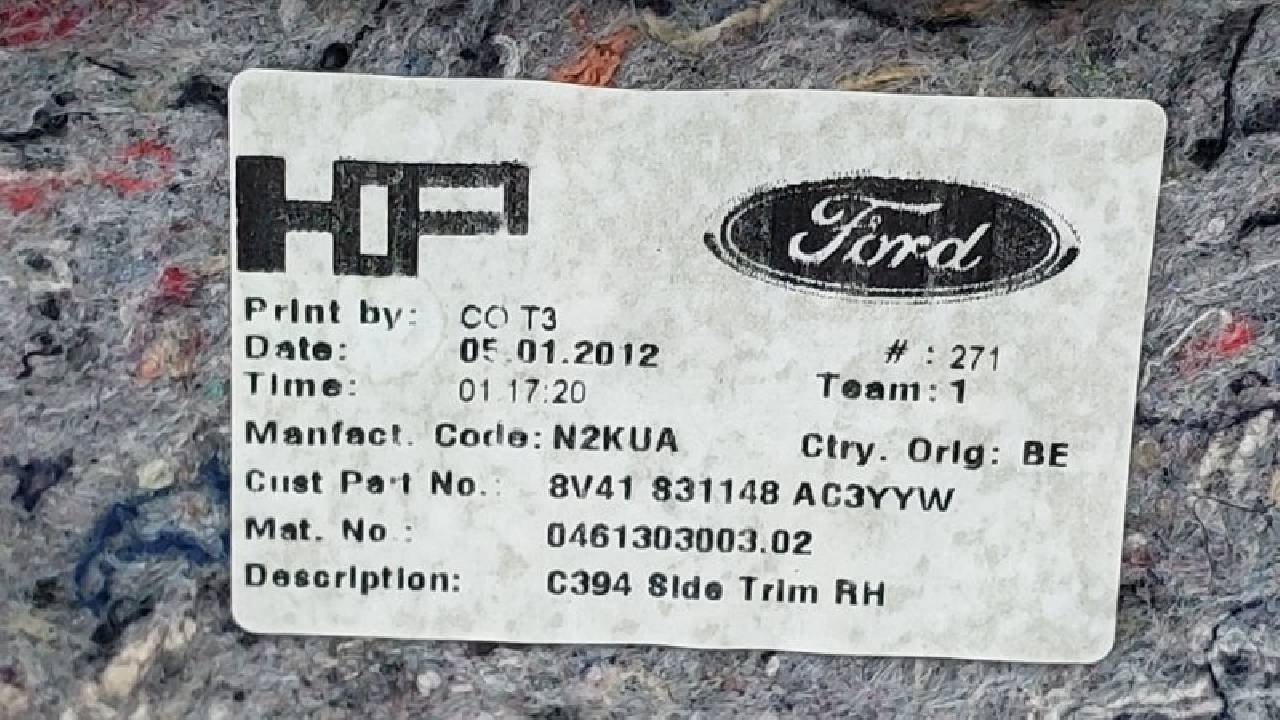 HP
Ford
Print by: CO T3
Date: 05.01.2012 # : 271
Time: 01 17:20 Team: 1
Manfact. Code: N2KUA Ctry. Orig: BE
Cust Part No.: 8V41 831148 AC3YYW
Mat. No.: 0461303003.02
Description: C394 Side Trim RH